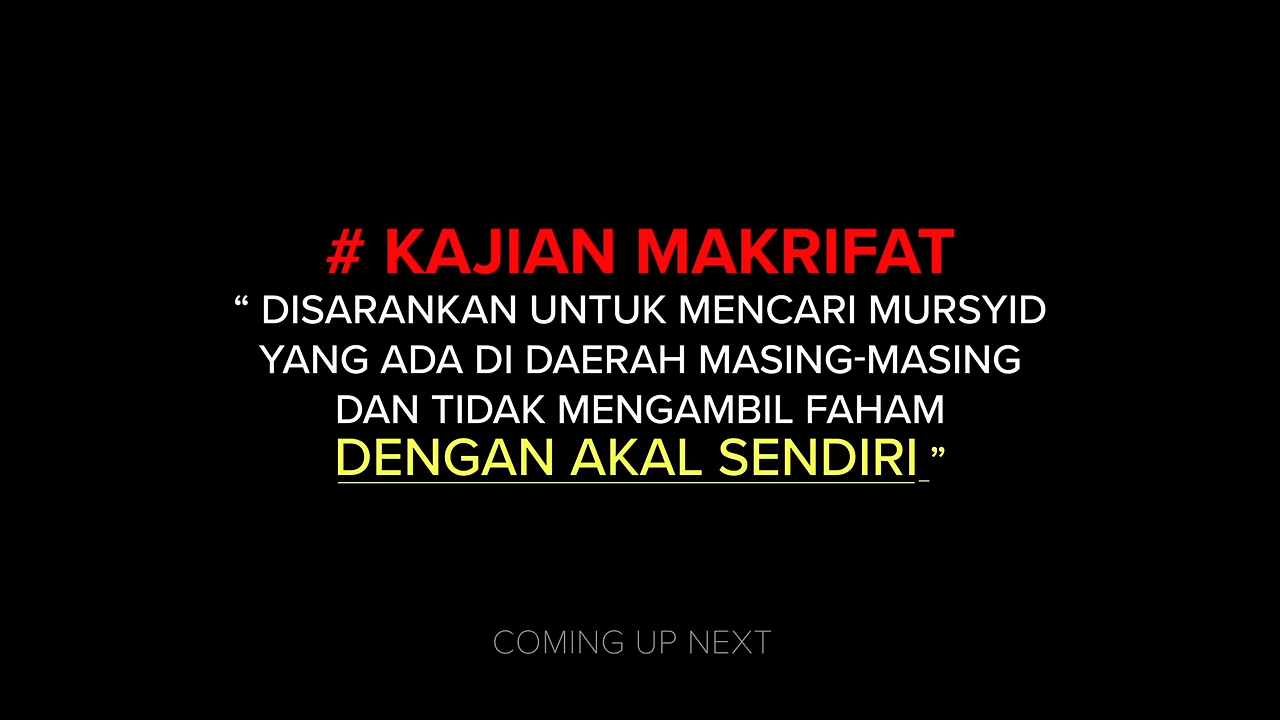 # KAJIAN MAKRIFAT
“ DISARANKAN UNTUK MENCARI MURSYID
YANG ADA DI DAERAH MASING-MASING
DAN TIDAK MENGAMBIL FAHAM
DENGAN AKAL SENDIRI ”
COMING UP NEXT